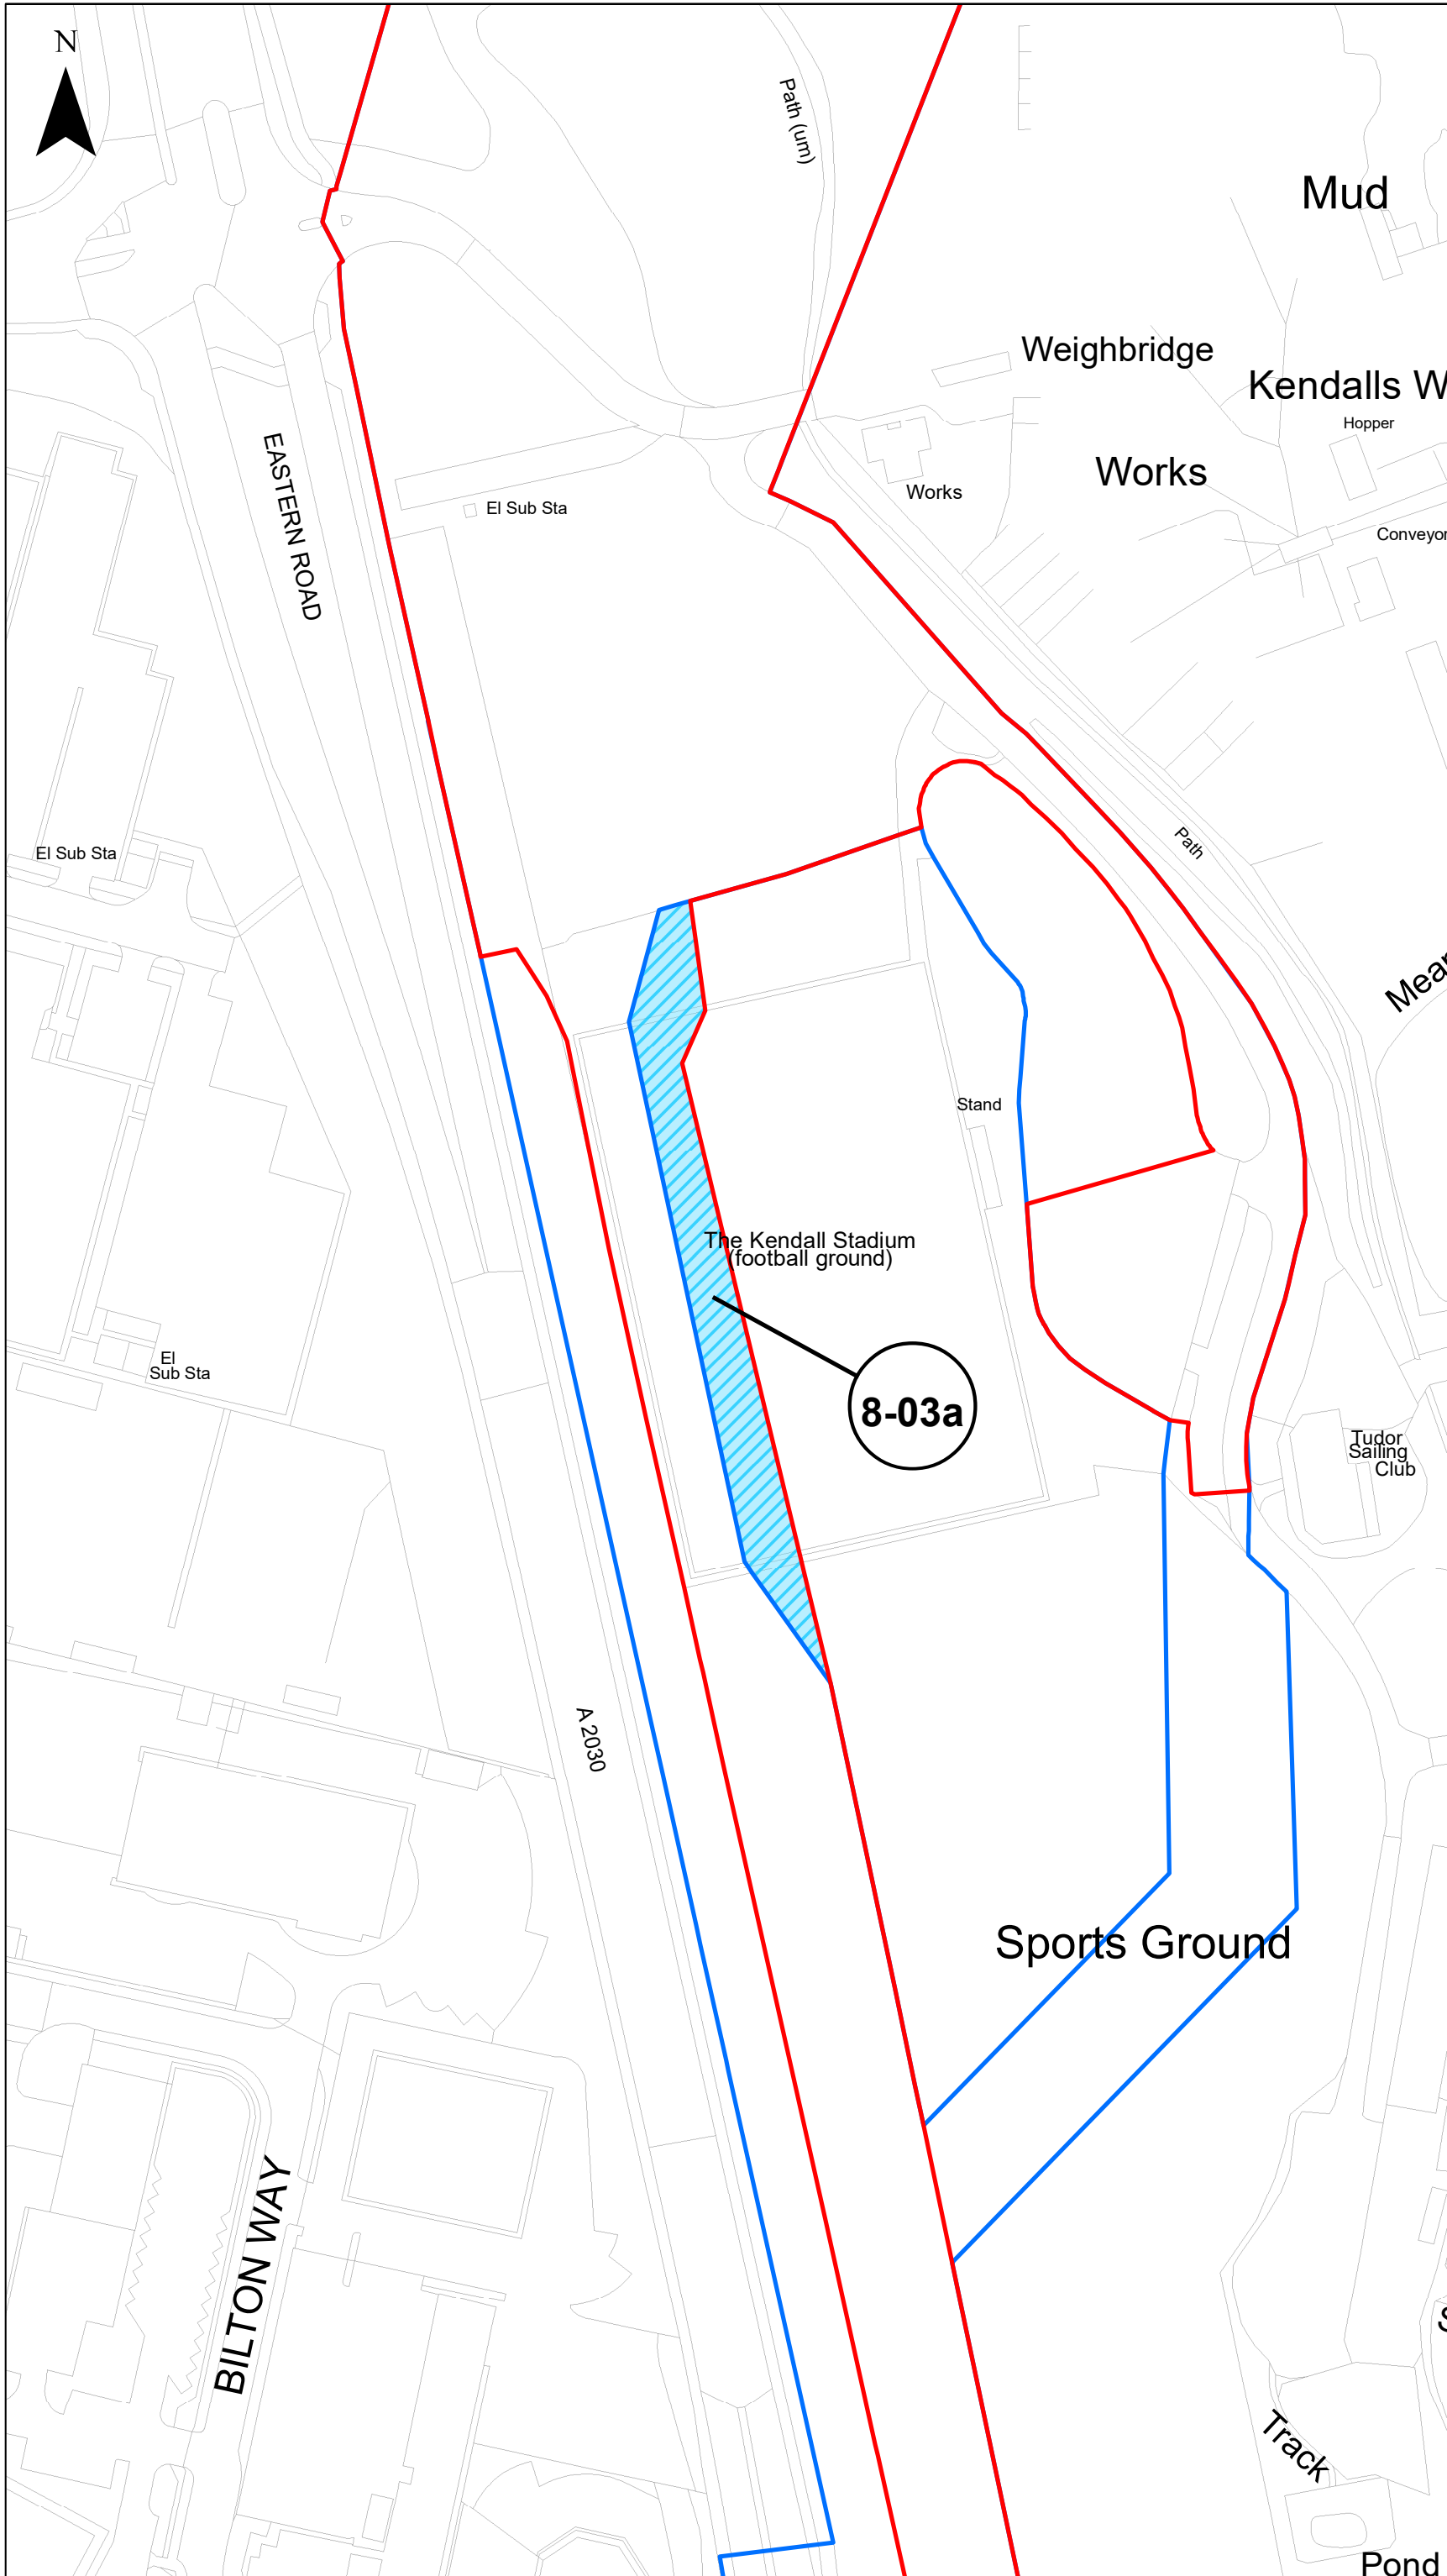 N
Path (um)
Mud
Weighbridge
Kendalls W
Hopper
Works
EASTERN ROAD
Works
El Sub Sta
Conveyor
El Sub Sta
Path
Mear
Stand
The Kendall Stadium
(football ground)
El
Sub Sta
8-03a
Tudor
Sailing
Club
A 2030
Sports Ground
BILTON WAY
S
Track
Pond